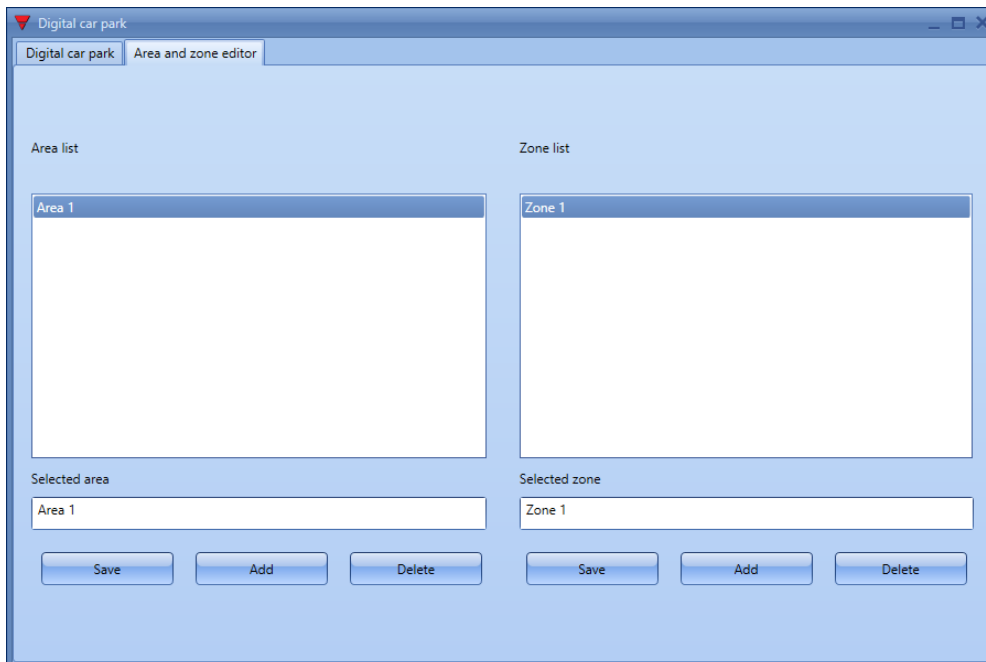 Digital car park
Digital car park Area and zone editor
Area list Zone list
Area 1 Zone 1
Selected area Selected zone
Area 1 Zone 1
Save Add Delete Save Add Delete